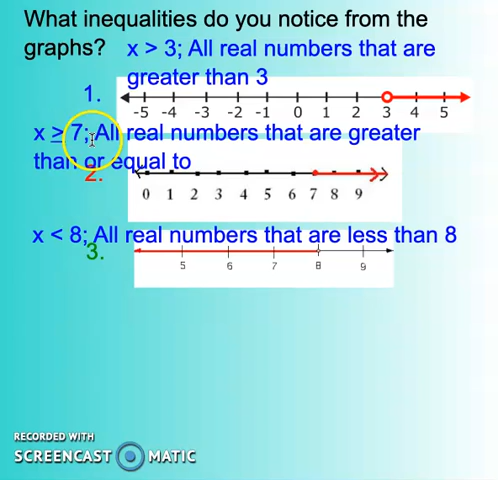 What inequalities do you notice from the
graphs? x > 3; All real numbers that are
greater than 3
1.
-5 -4 -3 -2 -1 0 1 2 3 4 5
x ≥ 7; All real numbers that are greater
than or equal to
2.
0 1 2 3 4 5 6 7 8 9
x < 8; All real numbers that are less than 8
3.
5 6 7 8 9
RECORDED WITH
SCREENCAST O MATIC